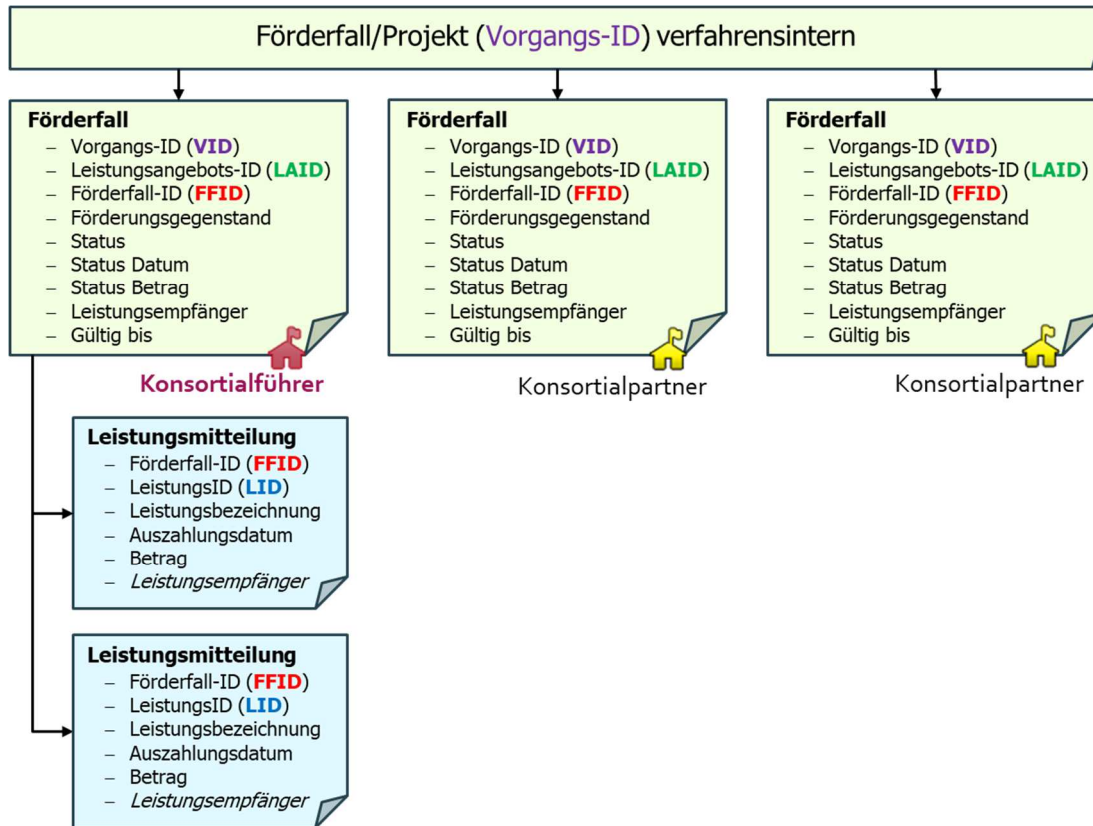 Förderfall/Projekt (Vorgangs-ID) verfahrensintern
Förderfall
– Vorgangs-ID (VID)
– Leistungsangebots-ID (LAID)
– Förderfall-ID (FFID)
– Förderungsgegenstand
– Status
– Status Datum
– Status Betrag
– Leistungsempfänger
– Gültig bis
Konsortialführer
Förderfall
– Vorgangs-ID (VID)
– Leistungsangebots-ID (LAID)
– Förderfall-ID (FFID)
– Förderungsgegenstand
– Status
– Status Datum
– Status Betrag
– Leistungsempfänger
– Gültig bis
Konsortialpartner
Förderfall
– Vorgangs-ID (VID)
– Leistungsangebots-ID (LAID)
– Förderfall-ID (FFID)
– Förderungsgegenstand
– Status
– Status Datum
– Status Betrag
– Leistungsempfänger
– Gültig bis
Konsortialpartner
Leistungsmitteilung
– Förderfall-ID (FFID)
– LeistungsID (LID)
– Leistungsbezeichnung
– Auszahlungsdatum
– Betrag
– Leistungsempfänger
Leistungsmitteilung
– Förderfall-ID (FFID)
– LeistungsID (LID)
– Leistungsbezeichnung
– Auszahlungsdatum
– Betrag
– Leistungsempfänger